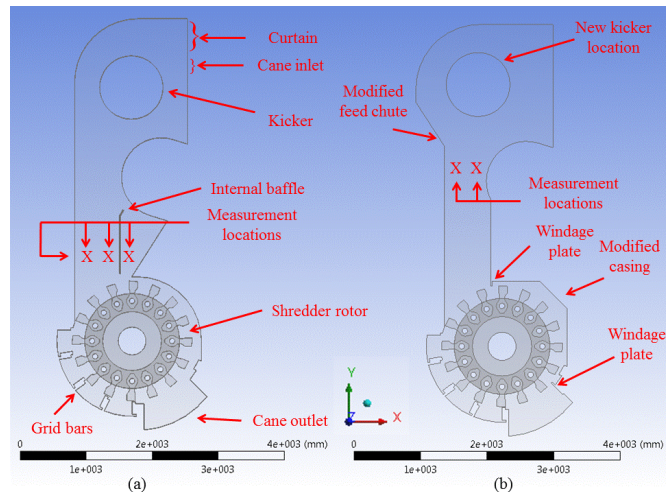 Curtain
Cane inlet
Kicker
Internal baffle
Measurement
locations
X X X X
Shredder rotor
Grid bars
Cane outlet
0
2e+003
4e+003 (mm)
1e+003
3e+003
(a)
New kicker
location
Modified
feed chute
X X
Measurement
locations
Windage
plate
Modified
casing
Windage
plate
Y
Z
X
0
2e+003
4e+003 (mm)
1e+003
3e+003
(b)